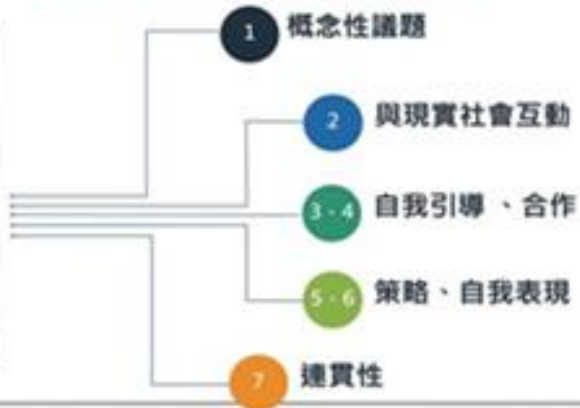 1 概念性議題
2 與現實社會互動
3 - 4 自我引導、合作
5 - 6 策略、自我表現
7 連貫性